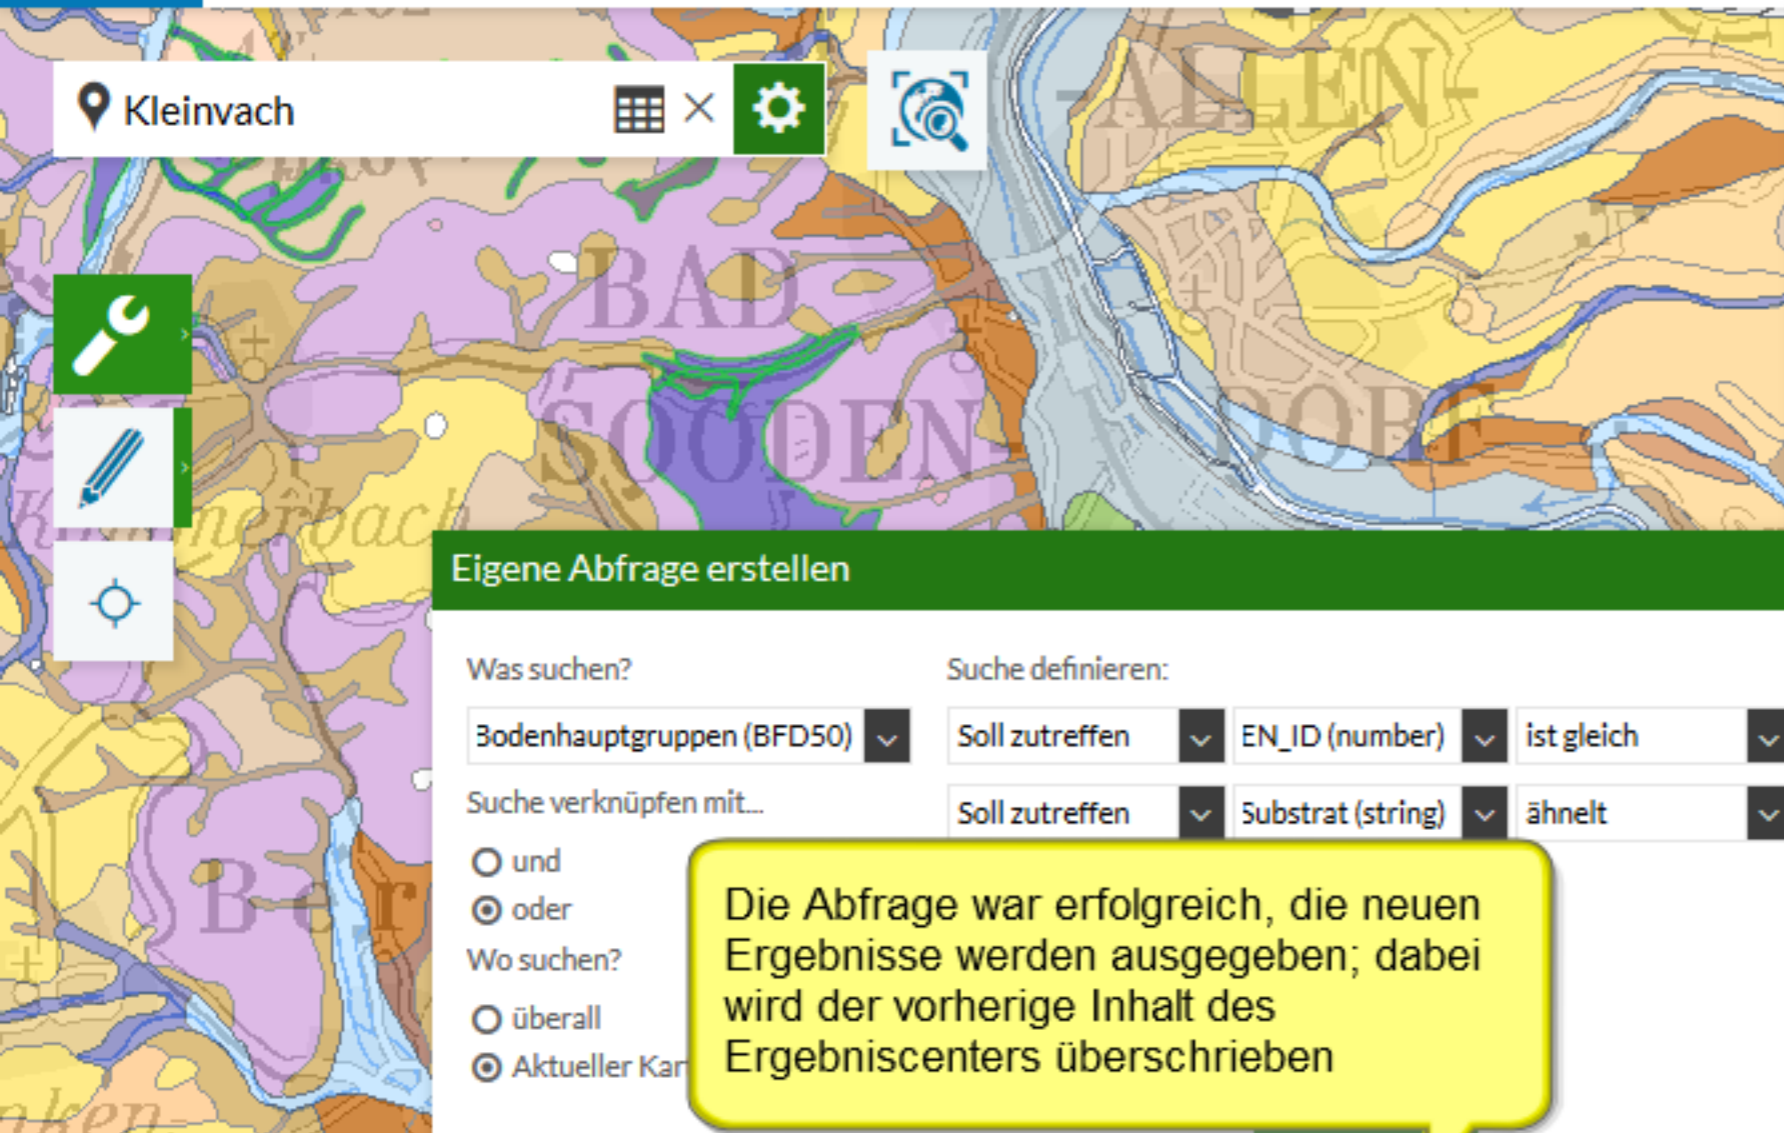 Kleinvach
-ALLEN-
BAD
SOODEN-
DORF
Eigene Abfrage erstellen
Was suchen?
Suche definieren:
Bodenhauptgruppen (BFD50)
Soll zutreffen
EN_ID (number)
ist gleich
Suche verknüpfen mit...
Soll zutreffen
Substrat (string)
ähnelt
und
oder
Wo suchen?
überall
Aktueller Kar
Die Abfrage war erfolgreich, die neuen
Ergebnisse werden ausgegeben; dabei
wird der vorherige Inhalt des
Ergebniscenters überschrieben
B e r